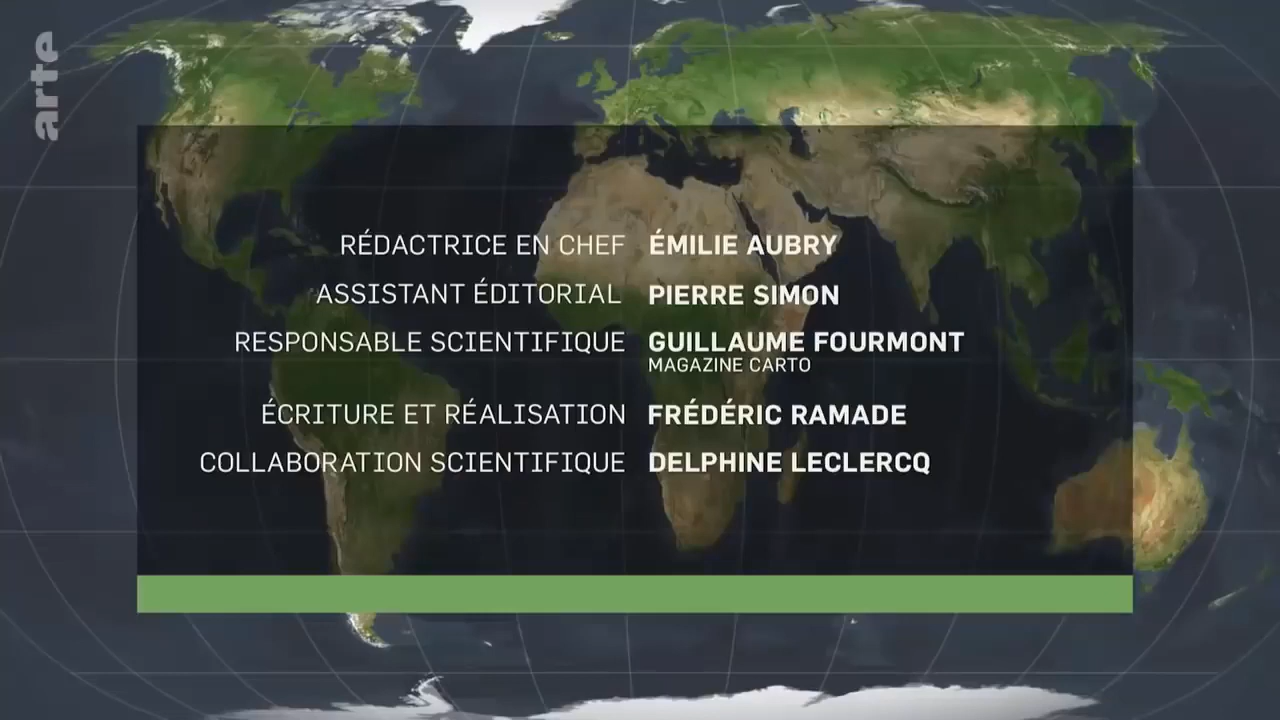 arte
RÉDACTRICE EN CHEF ÉMILIE AUBRY
ASSISTANT ÉDITORIAL PIERRE SIMON
RESPONSABLE SCIENTIFIQUE GUILLAUME FOURMONT
MAGAZINE CARTO
ÉCRITURE ET RÉALISATION FRÉDÉRIC RAMADE
COLLABORATION SCIENTIFIQUE DELPHINE LECLERCQ